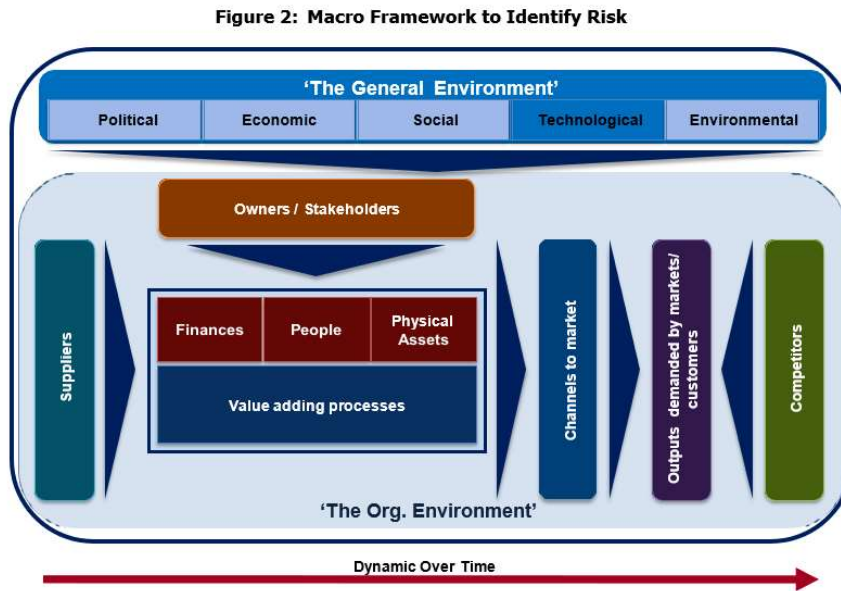 Figure 2: Macro Framework to Identify Risk
‘The General Environment’
Political
Economic
Social
Technological
Environmental
Owners / Stakeholders
Suppliers
Finances
People
Physical
Assets
Value adding processes
Channels to market
Outputs demanded by markets/
customers
Competitors
‘The Org. Environment’
Dynamic Over Time